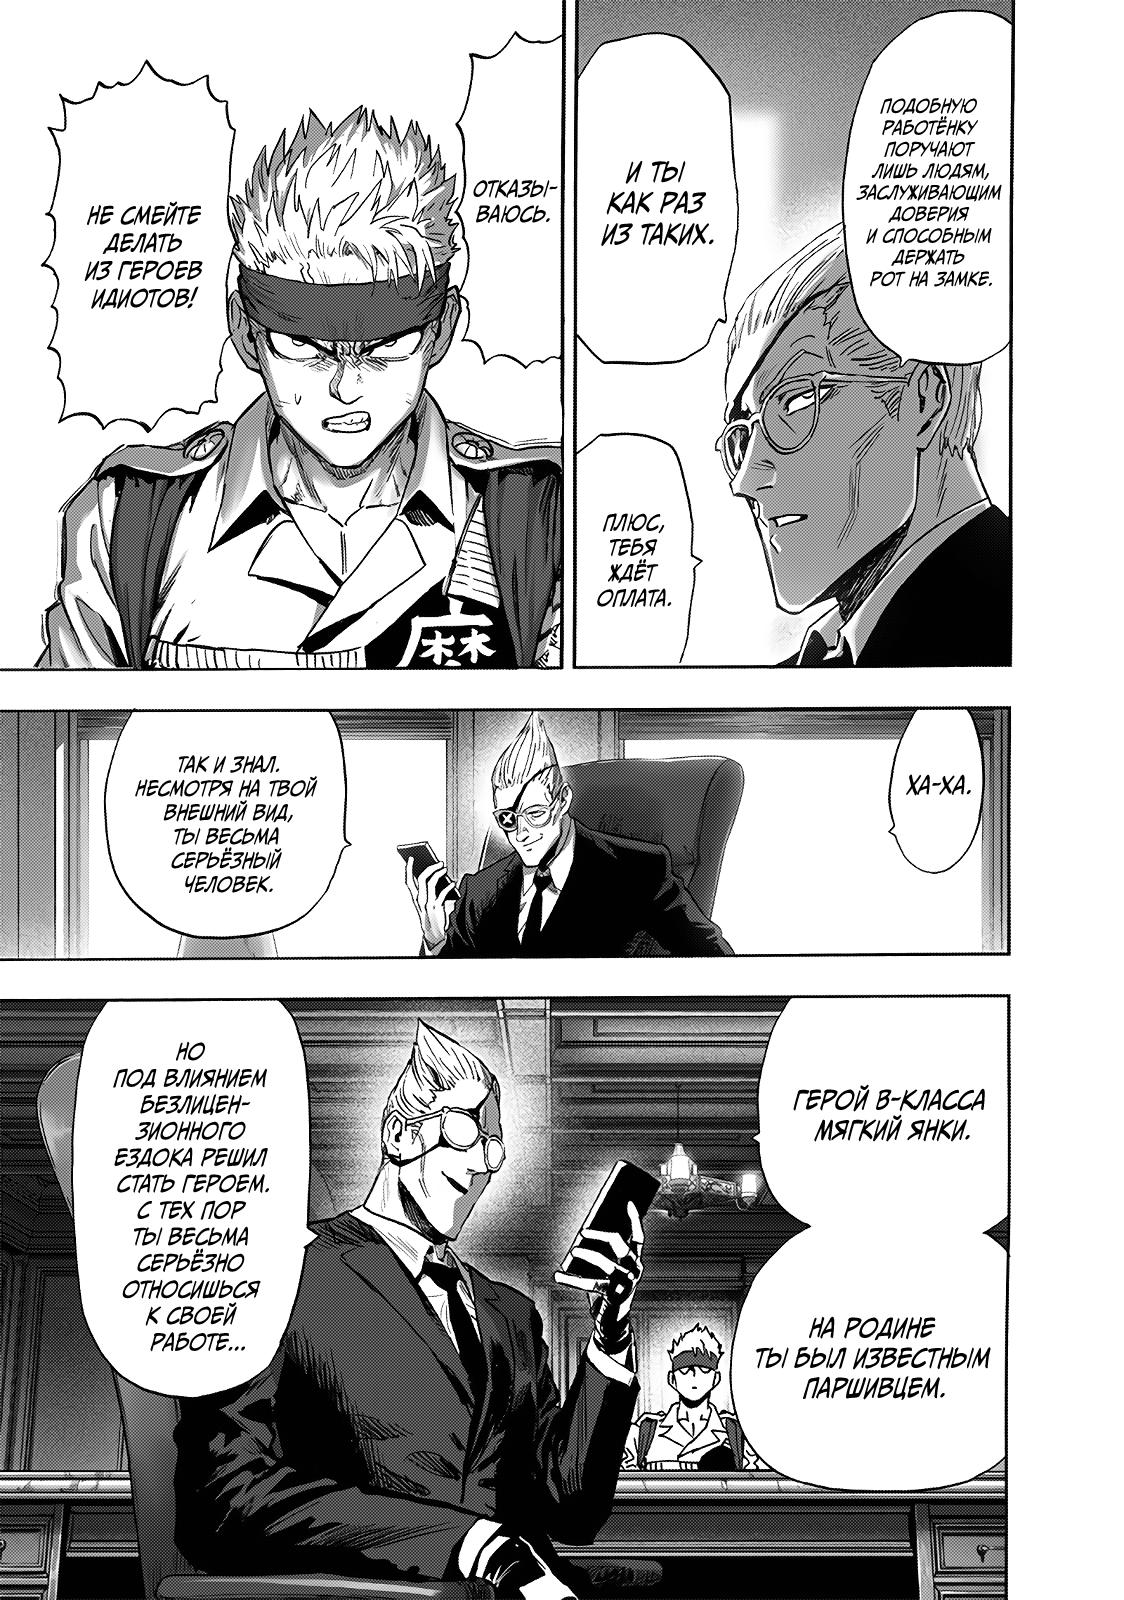 ПОДОБНУЮ
РАБОТЁНКУ
ПОРУЧАЮТ
ЛИШЬ ЛЮДЯМ,
ЗАСЛУЖИВАЮЩИМ
ДОВЕРИЯ
И СПОСОБНЫМ
ДЕРЖАТЬ
РОТ НА ЗАМКЕ.
И ТЫ
КАК РАЗ
ИЗ ТАКИХ.
ПЛЮС,
ТЕБЯ
ЖДЁТ
ОПЛАТА.
ОТКАЗЫ-
ВАЮСЬ.
НЕ СМЕЙТЕ
ДЕЛАТЬ
ИЗ ГЕРОЕВ
ИДИОТОВ!
麻
ХА-ХА.
ТАК И ЗНАЛ.
НЕСМОТРЯ НА ТВОЙ
ВНЕШНИЙ ВИД,
ТЫ ВЕСЬМА
СЕРЬЁЗНЫЙ
ЧЕЛОВЕК.
ГЕРОЙ B-КЛАССА
МЯГКИЙ ЯНКИ.
НА РОДИНЕ
ТЫ БЫЛ ИЗВЕСТНЫМ
ПАРШИВЦЕМ.
НО
ПОД ВЛИЯНИЕМ
БЕЗЛИЦЕН-
ЗИОННОГО
ЕЗДОКА РЕШИЛ
СТАТЬ ГЕРОЕМ.
С ТЕХ ПОР
ТЫ ВЕСЬМА
СЕРЬЁЗНО
ОТНОСИШЬСЯ
К СВОЕЙ
РАБОТЕ...